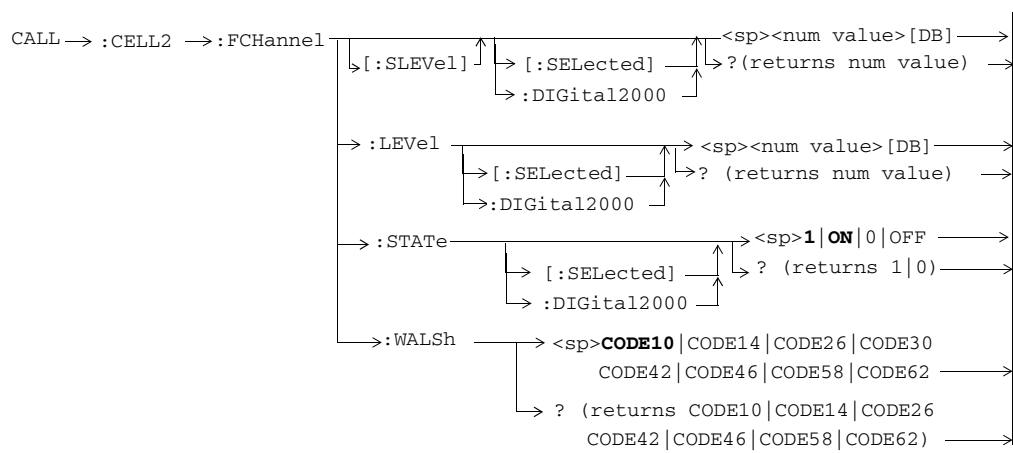 CALL :CELL2 :FCHannel <sp><num value>[DB]
[:SLEVel] [:SELected] ?(returns num value)
:DIGital2000
:LEVel <sp><num value>[DB]
[:SELected] ? (returns num value)
:DIGital2000
:STATe <sp>1|ON|0|OFF
[:SELected] ? (returns 1|0)
:DIGital2000
:WALSh <sp>CODE10|CODE14|CODE26|CODE30
CODE42|CODE46|CODE58|CODE62
? (returns CODE10|CODE14|CODE26
CODE42|CODE46|CODE58|CODE62)